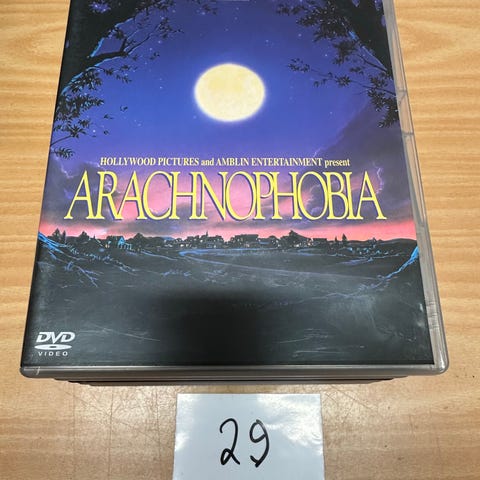 HOLLYWOOD PICTURES and AMBLIN ENTERTAINMENT present
ARACHNOPHOBIA
DVD
VIDEO
29